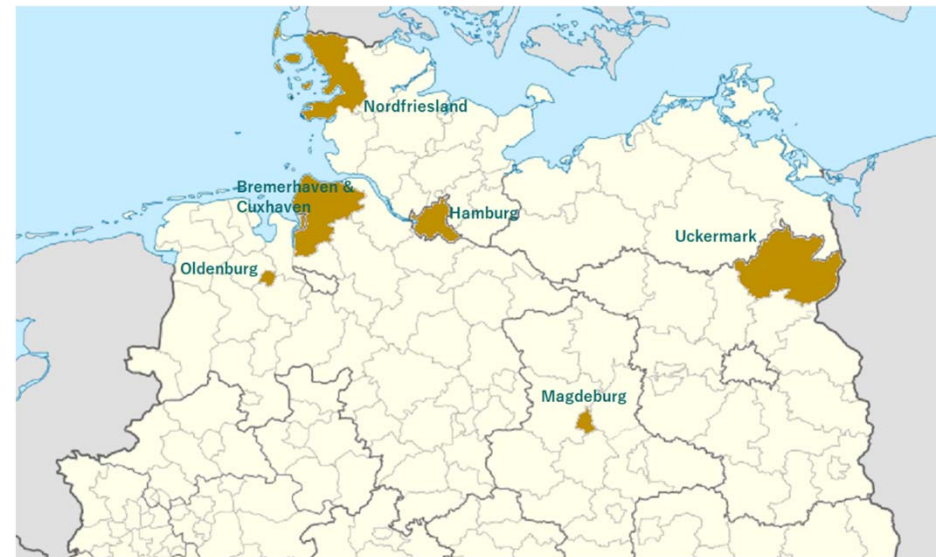 Nordfriesland
Bremerhaven &
Cuxhaven
Hamburg
Uckermark
Oldenburg
Magdeburg